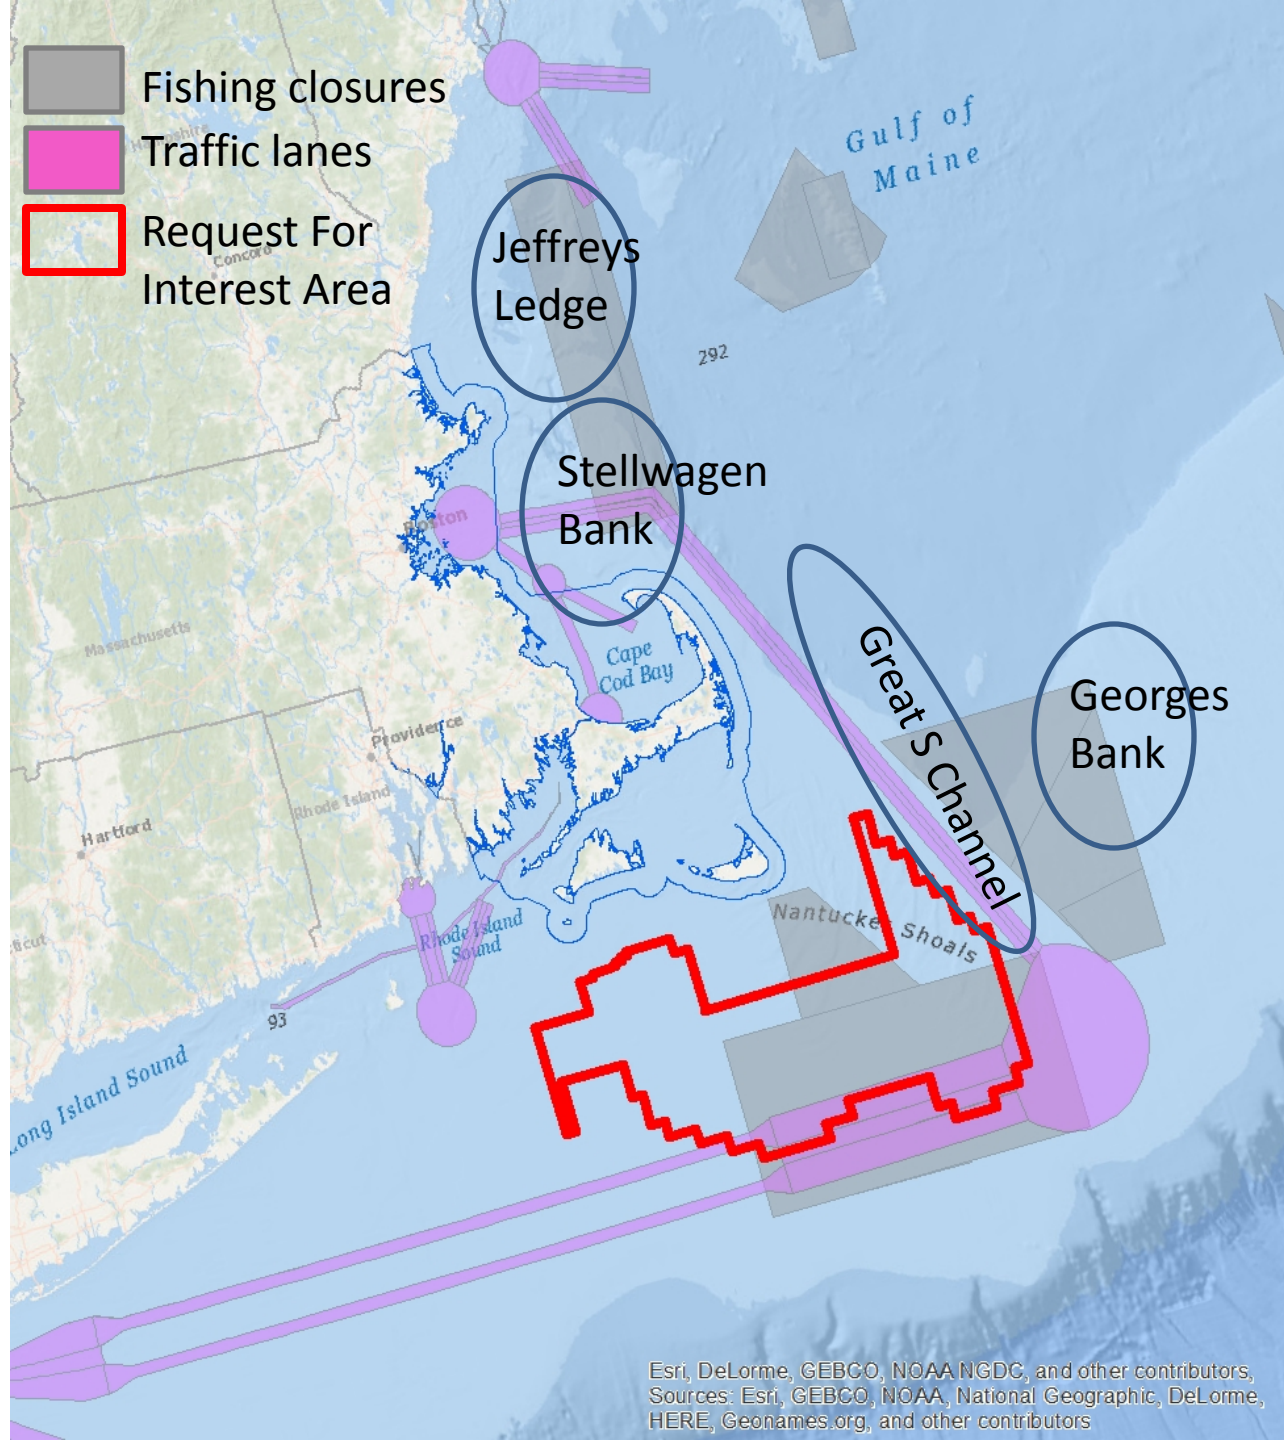 Fishing closures
Traffic lanes
Request For
Interest Area
Hampshire
Concord
Gulf of
Maine
292
Jeffreys
Ledge
Stellwagen
Bank
Boston
Massachusetts
Cape
Cod Bay
Great S Channel
Georges
Bank
Providence
Rhode Island
Hartford
Nantucket Shoals
Rhode Island
Sound
93
Long Island Sound
Esri, DeLorme, GEBCO, NOAA NGDC, and other contributors,
Sources: Esri, GEBCO, NOAA, National Geographic, DeLorme,
HERE, Geonames.org, and other contributors